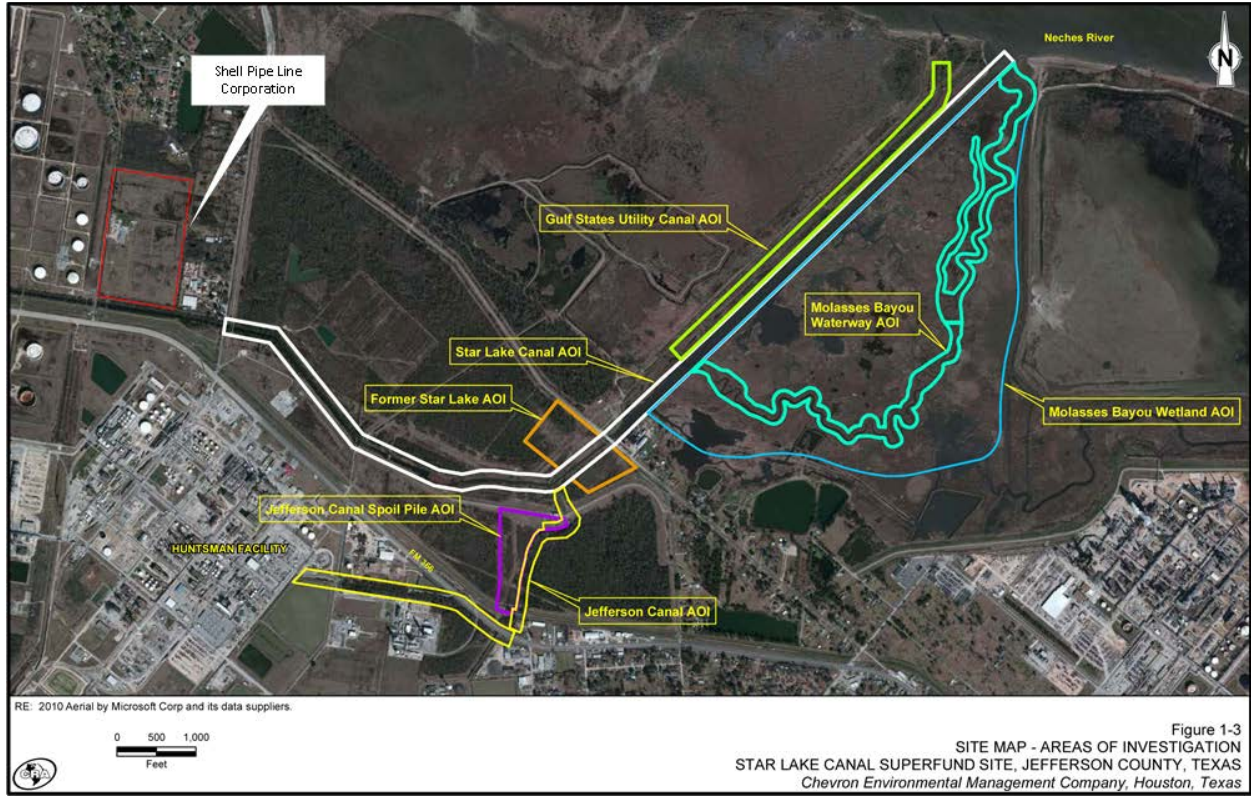 Neches River
N
Shell Pipe Line
Corporation
Gulf States Utility Canal AOI
Molasses Bayou
Waterway AOI
Star Lake Canal AOI
Former Star Lake AOI
Molasses Bayou Wetland AOI
Jefferson Canal Spoil Pile AOI
HUNTSMAN FACILITY
FM 366
Jefferson Canal AOI
RE: 2010 Aerial by Microsoft Corp and its data suppliers.
0 500 1,000
Feet
CRA
Figure 1-3
SITE MAP - AREAS OF INVESTIGATION
STAR LAKE CANAL SUPERFUND SITE, JEFFERSON COUNTY, TEXAS
Chevron Environmental Management Company, Houston, Texas